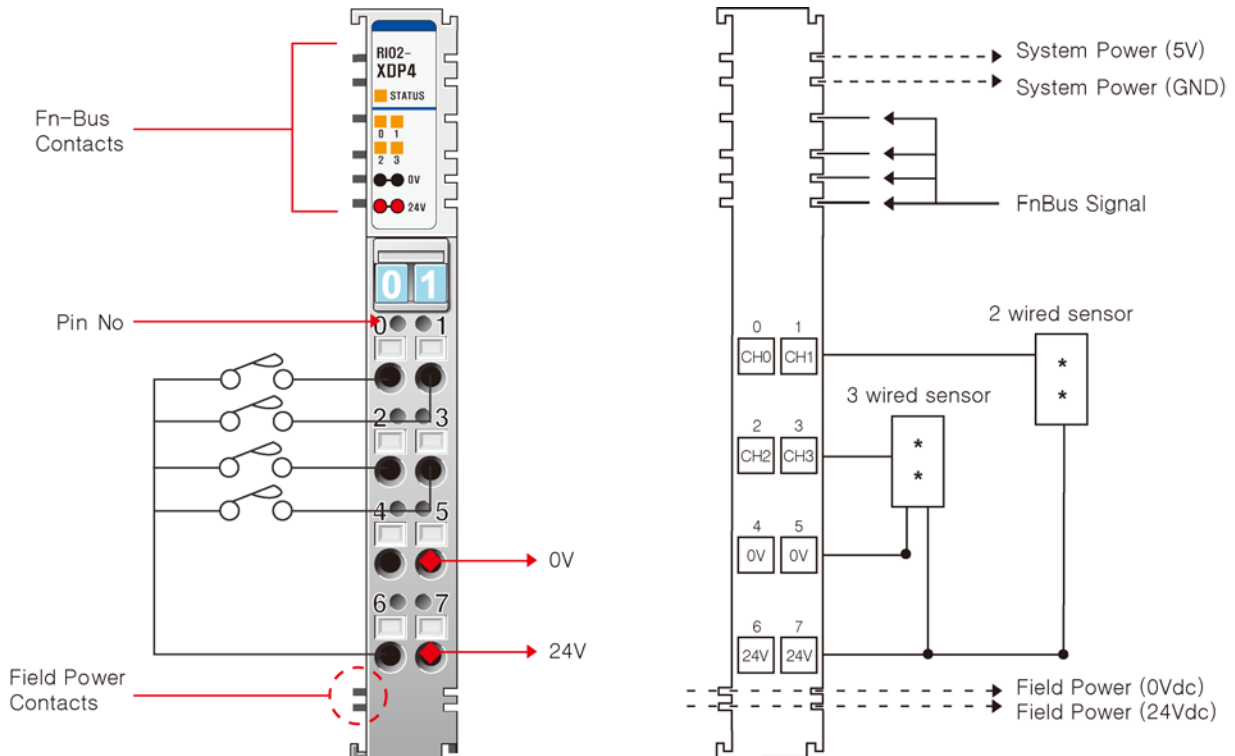 RIO2-
XDP4
STATUS
0 1
2 3
0V
24V
Fn-Bus
Contacts
01
Pin No
0 1
2 3
4 5
0V
6 7
24V
Field Power
Contacts
System Power (5V)
System Power (GND)
FnBus Signal
2 wired sensor
0 1
CH0 CH1
*
*
3 wired sensor
2 3
CH2 CH3
*
*
4 5
0V 0V
6 7
24V 24V
Field Power (0Vdc)
Field Power (24Vdc)